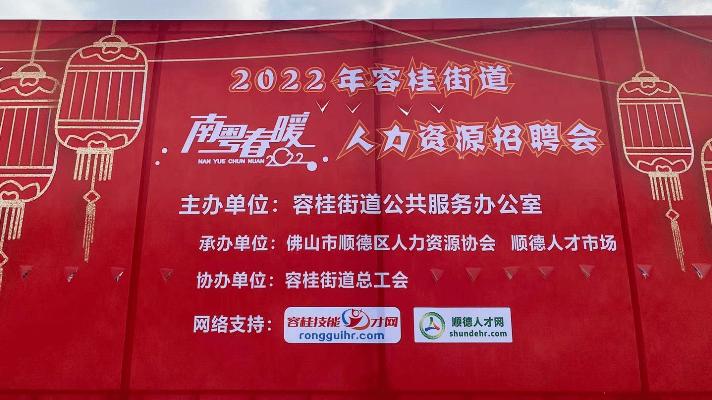 2022年容桂街道
南粤春暖
NAN YUE CHUN NUAN 2022
人力资源招聘会
主办单位：容桂街道公共服务办公室
承办单位：佛山市顺德区人力资源协会 顺德人才市场
协办单位：容桂街道总工会
网络支持：
容桂技能人才网
rongguihr.com
顺德人才网
shundehr.com